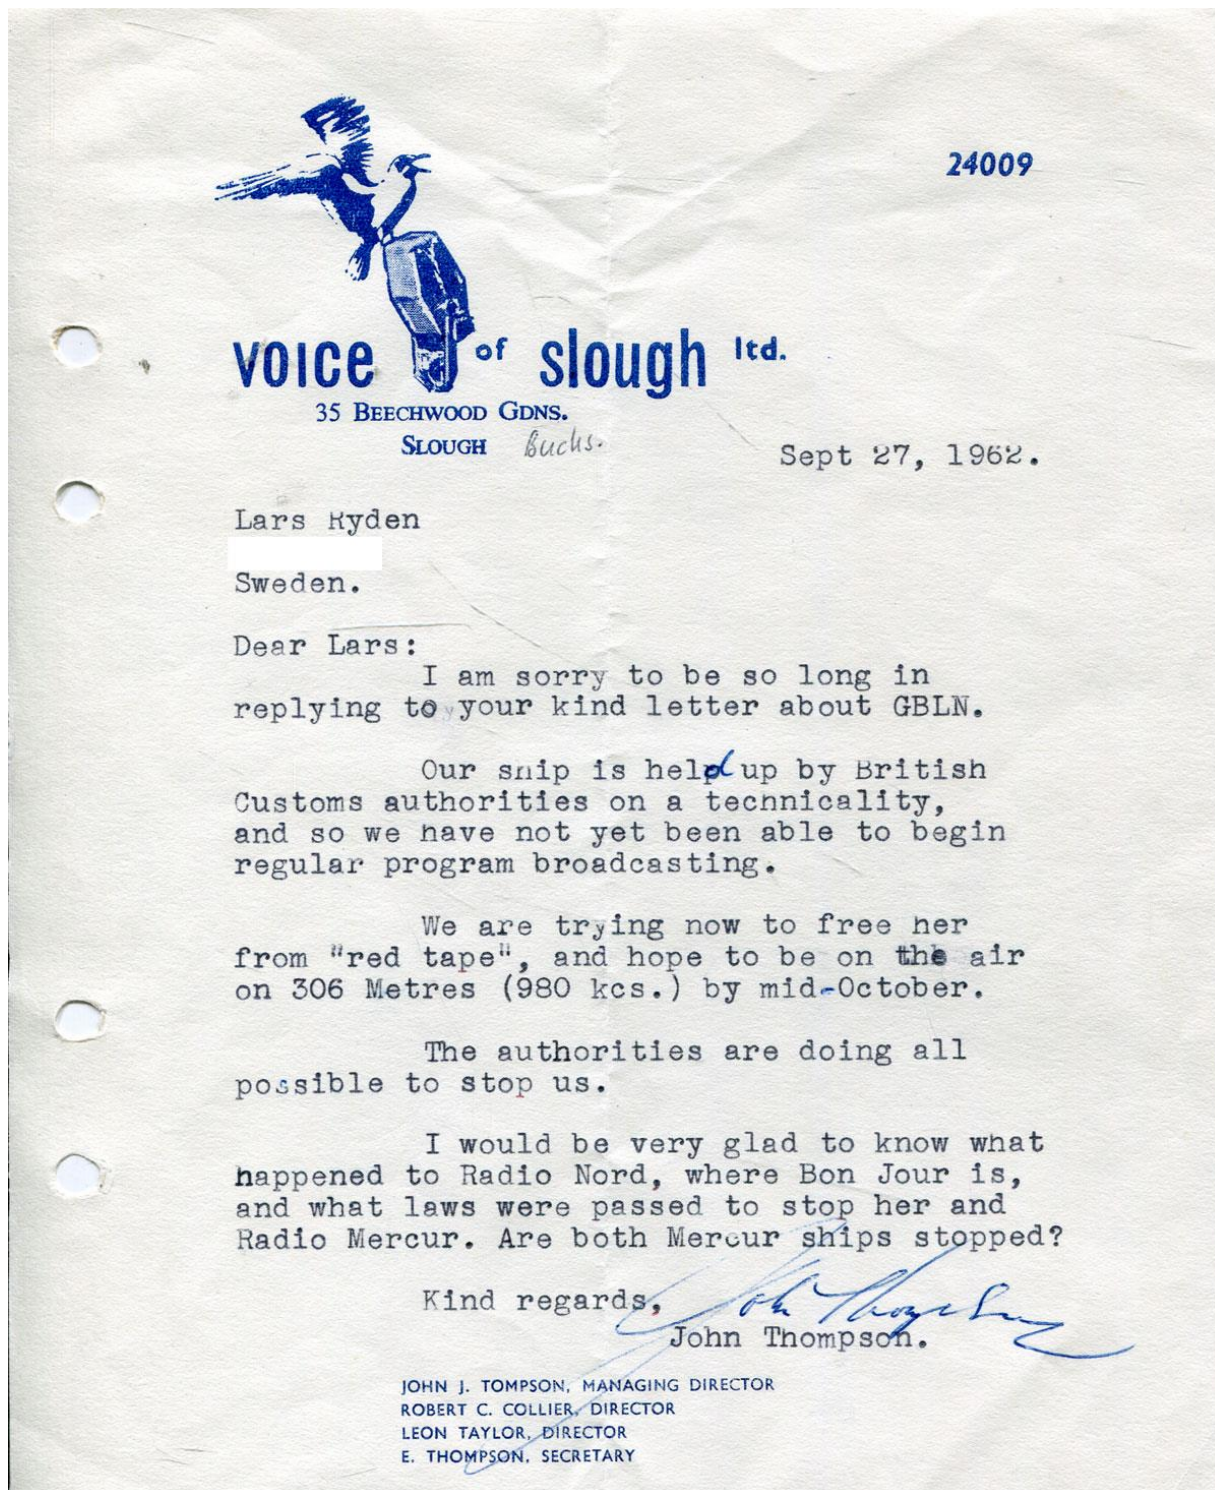 24009
voice of slough ltd.
35 BEECHWOOD GDNS.
SLOUGH Bucks.
Sept 27, 1962.
Lars Ryden
Sweden.
Dear Lars:
I am sorry to be so long in
replying to your kind letter about GBLN.
Our ship is held up by British
Customs authorities on a technicality,
and so we have not yet been able to begin
regular program broadcasting.
We are trying now to free her
from "red tape", and hope to be on the air
on 306 Metres (980 kcs.) by mid-October.
The authorities are doing all
possible to stop us.
I would be very glad to know what
happened to Radio Nord, where Bon Jour is,
and what laws were passed to stop her and
Radio Mercur. Are both Mercur ships stopped?
Kind regards, John Thompson
John Thompson.
JOHN J. TOMPSON, MANAGING DIRECTOR
ROBERT C. COLLIER, DIRECTOR
LEON TAYLOR, DIRECTOR
E. THOMPSON, SECRETARY